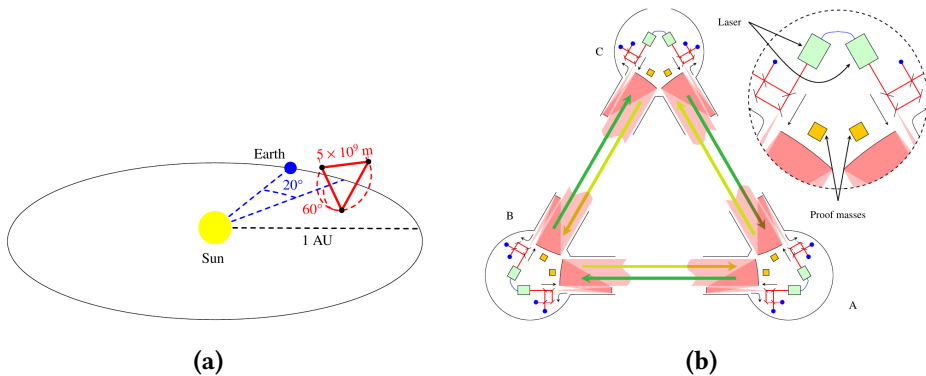 Earth
5 × 10⁹ m
20°
60°
1 AU
Sun
(a)
Laser
C
Proof masses
B
A
(b)